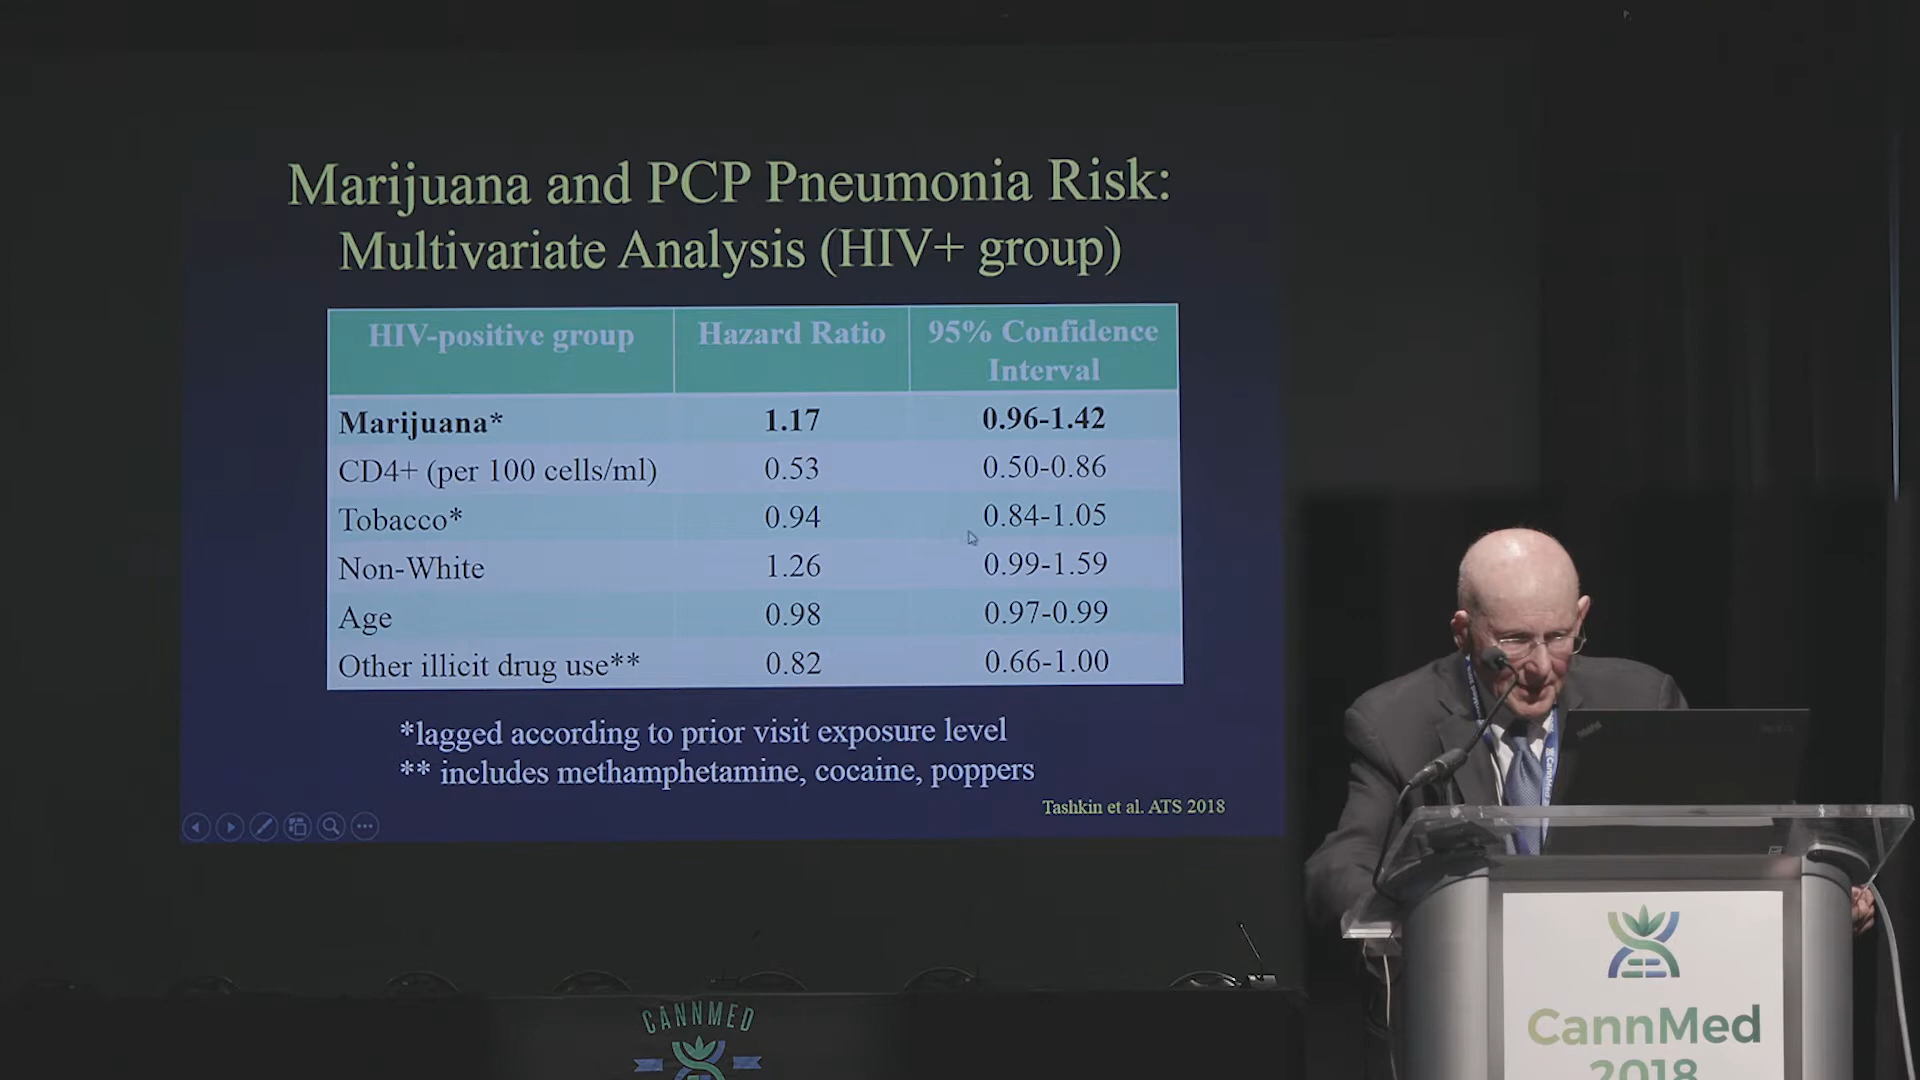 Marijuana and PCP Pneumonia Risk:
Multivariate Analysis (HIV+ group)
HIV-positive group Hazard Ratio 95% Confidence Interval
Marijuana* 1.17 0.96-1.42
CD4+ (per 100 cells/ml) 0.53 0.50-0.86
Tobacco* 0.94 0.84-1.05
Non-White 1.26 0.99-1.59
Age 0.98 0.97-0.99
Other illicit drug use** 0.82 0.66-1.00
*lagged according to prior visit exposure level
** includes methamphetamine, cocaine, poppers
Tashkin et al. ATS 2018
CANNMED
CannMed
2018